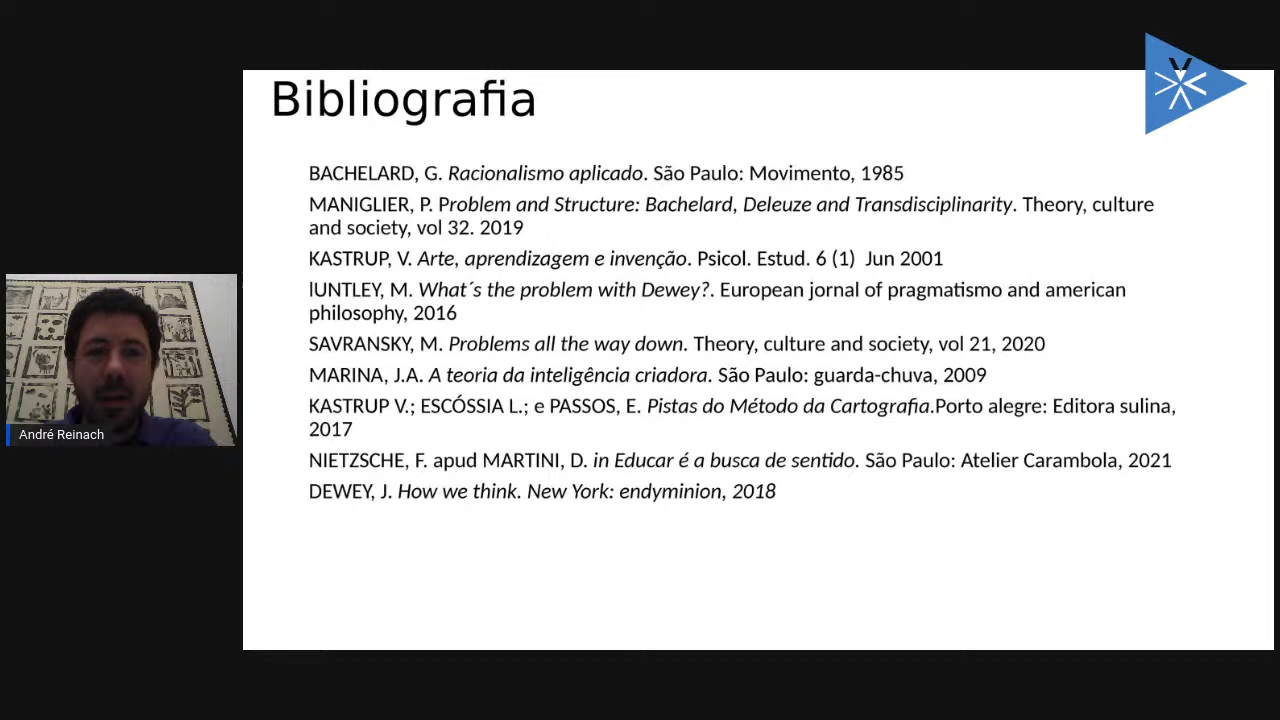 Bibliografia
BACHELARD, G. Racionalismo aplicado. São Paulo: Movimento, 1985
MANIGLIER, P. Problem and Structure: Bachelard, Deleuze and Transdisciplinarity. Theory, culture
and society, vol 32. 2019
KASTRUP, V. Arte, aprendizagem e invenção. Psicol. Estud. 6 (1) Jun 2001
lUNTLEY, M. What´s the problem with Dewey?. European jornal of pragmatismo and american
philosophy, 2016
SAVRANSKY, M. Problems all the way down. Theory, culture and society, vol 21, 2020
MARINA, J.A. A teoria da inteligência criadora. São Paulo: guarda-chuva, 2009
KASTRUP V.; ESCÓSSIA L.; e PASSOS, E. Pistas do Método da Cartografia.Porto alegre: Editora sulina,
2017
NIETZSCHE, F. apud MARTINI, D. in Educar é a busca de sentido. São Paulo: Atelier Carambola, 2021
DEWEY, J. How we think. New York: endyminion, 2018
André Reinach